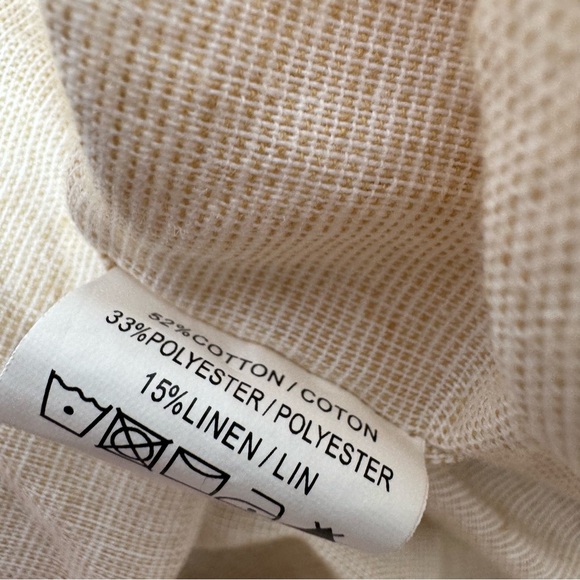 52%COTTON / COTON
33%POLYESTER / POLYESTER
15%LINEN / LIN